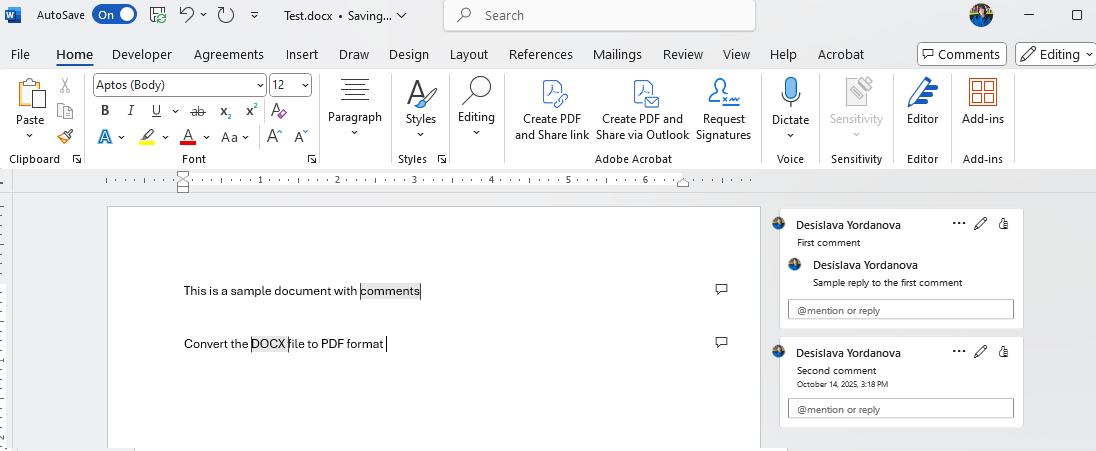 AutoSave On Test.docx • Saving... Search
File Home Developer Agreements Insert Draw Design Layout References Mailings Review View Help Acrobat Comments Editing
Aptos (Body) 12
Paste
B I U ab x₂ x² A
A A Aa A A
Paragraph
Styles
Editing
Create PDF
and Share link
Create PDF and
Share via Outlook
Request
Signatures
Dictate
Sensitivity
Editor
Add-ins
Clipboard Font Styles Adobe Acrobat Voice Sensitivity Editor Add-ins
1 2 3 4 5 6
This is a sample document with comments
Convert the DOCX file to PDF format
Desislava Yordanova
First comment
Desislava Yordanova
Sample reply to the first comment
@mention or reply
Desislava Yordanova
Second comment
October 14, 2025, 3:18 PM
@mention or reply